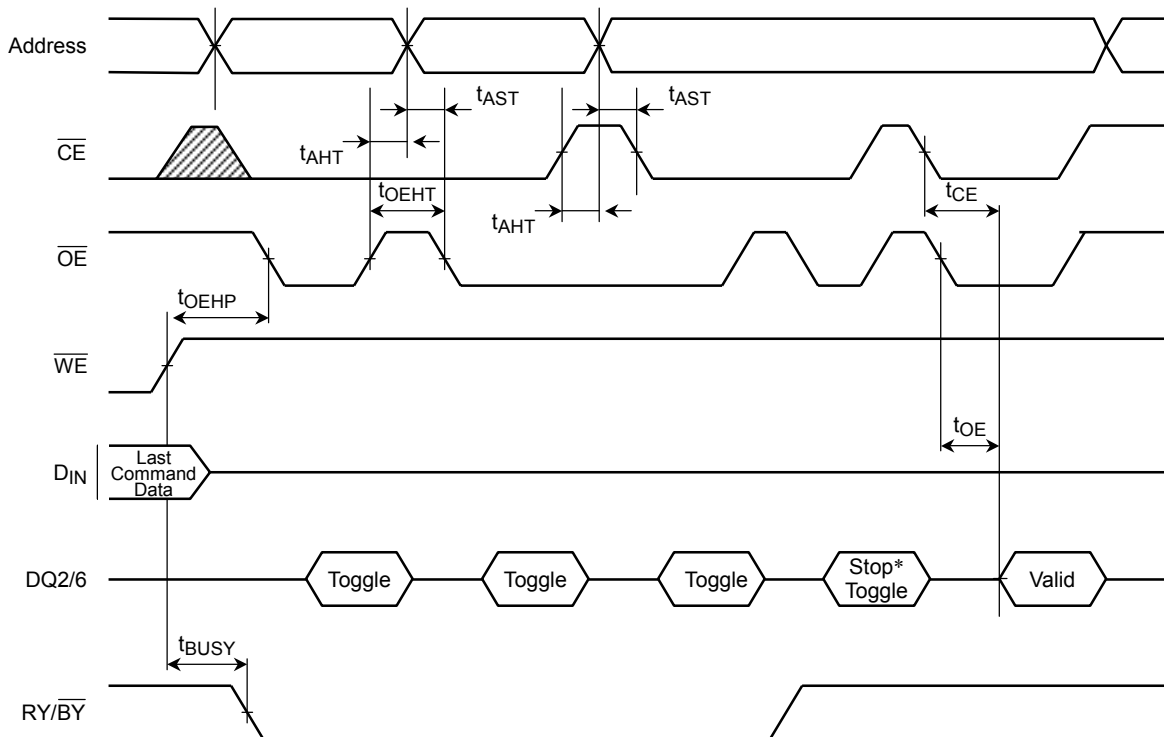 Address
tAST
tAST
CE
tAHT
tOEHT
tCE
tAHT
OE
tOEHP
WE
tOE
DIN
Last
Command
Data
DQ2/6
Toggle
Toggle
Toggle
Stop*
Toggle
Valid
tBUSY
RY/BY